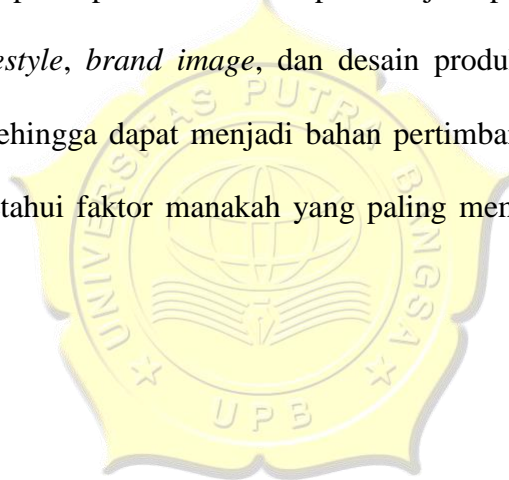 estyle, brand image, dan desain produ
ehingga dapat menjadi bahan pertimban
tahui faktor manakah yang paling men
UNIVERSITAS PUTRA BANGSA
UPB